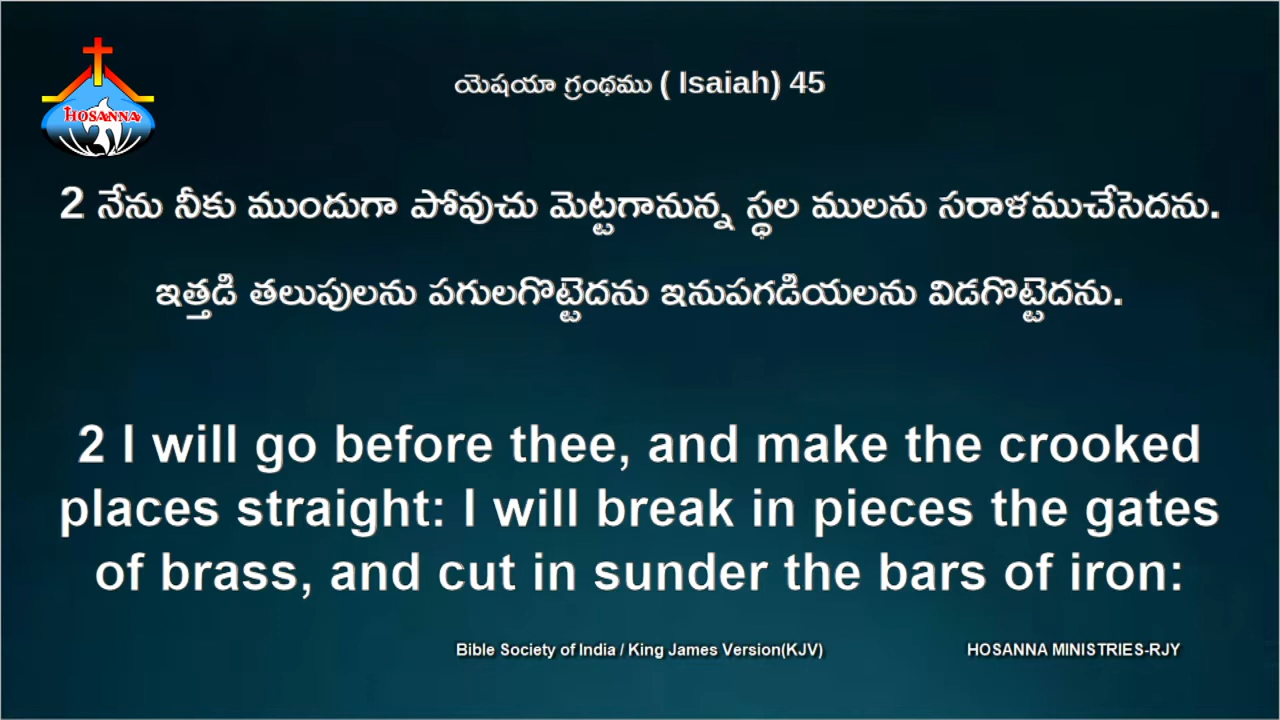 HOSANNA
యెషయా గ్రంథము ( Isaiah) 45
2 నేను నీకు ముందుగా పోవుచు మెట్టగానున్న స్థల ములను సరాళముచేసెదను.
ఇత్తడి తలుపులను పగులగొట్టెదను ఇనుపగడియలను విడగొట్టెదను.
2 I will go before thee, and make the crooked
places straight: I will break in pieces the gates
of brass, and cut in sunder the bars of iron:
Bible Society of India / King James Version(KJV)
HOSANNA MINISTRIES-RJY